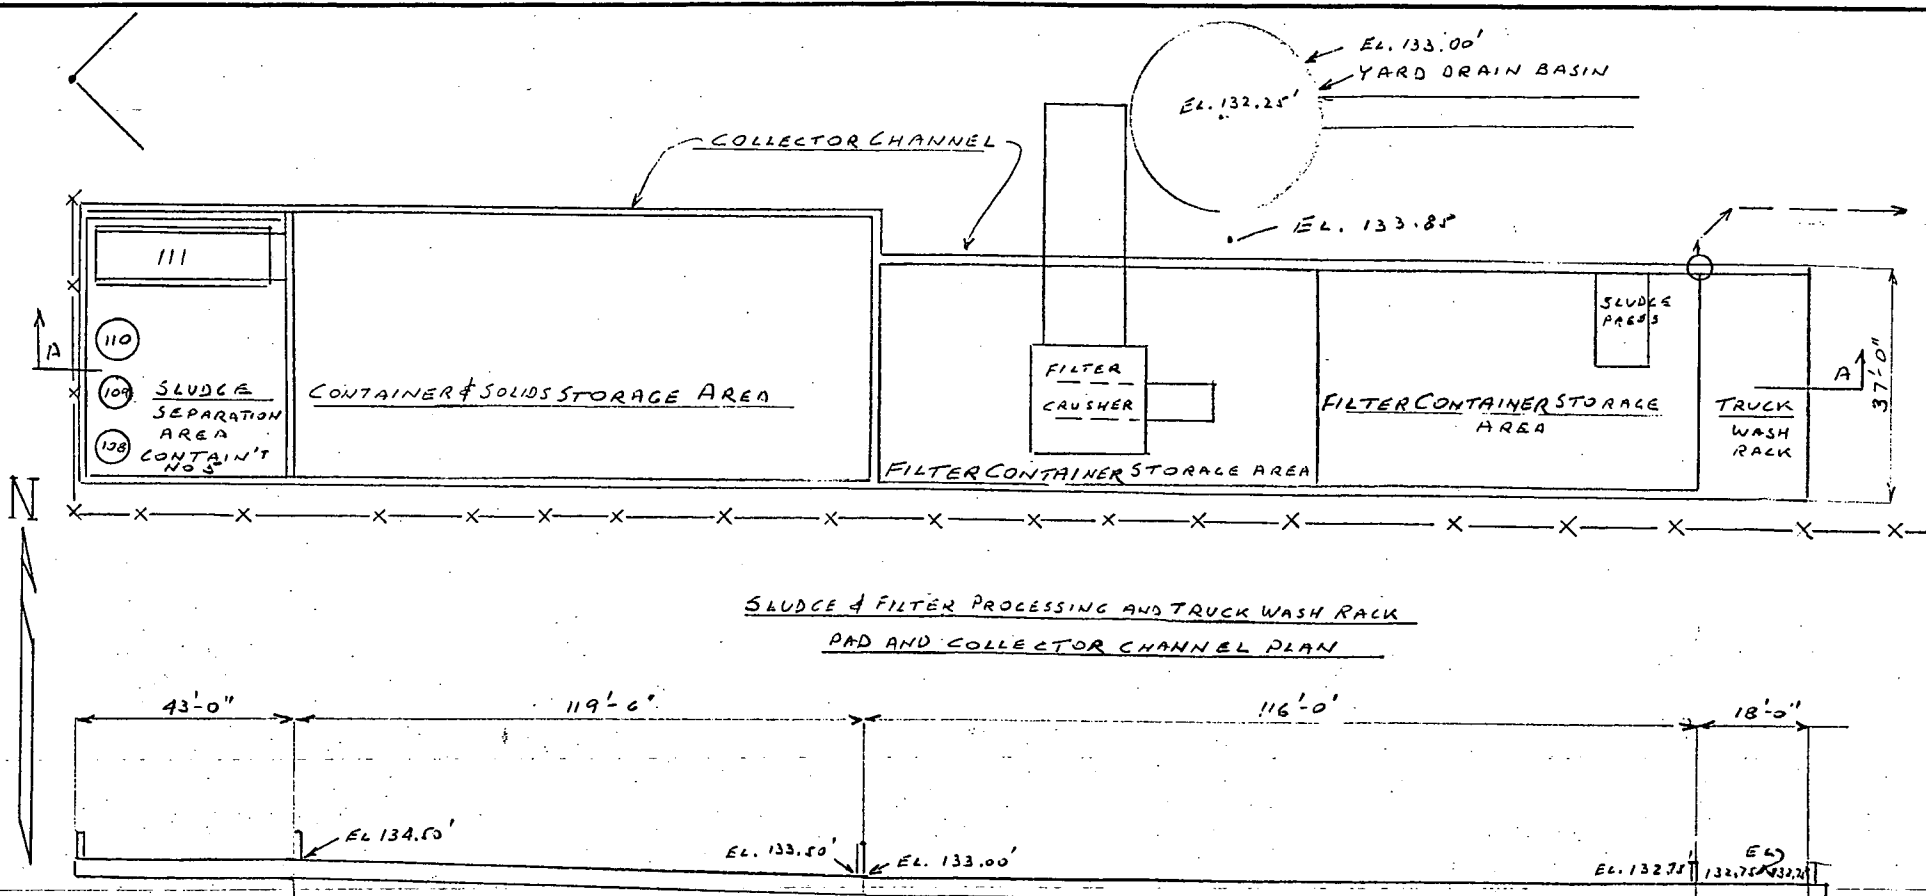 EL. 133.00'
YARD DRAIN BASIN
EL. 132.25'
COLLECTOR CHANNEL
EL. 133.85
111
110
109
108
SLUDGE
SEPARATION
AREA
CONTAIN'T
NO 5
CONTAINER & SOLIDS STORAGE AREA
FILTER
CRUSHER
FILTER CONTAINER STORAGE AREA
SLUDGE
PRESS
FILTER CONTAINER STORAGE
AREA
TRUCK
WASH
RACK
A
A
37'-0"
N
SLUDGE & FILTER PROCESSING AND TRUCK WASH RACK
PAD AND COLLECTOR CHANNEL PLAN
43'-0"
119'-6"
116'-0"
18'-0"
EL 134.50'
EL. 133.50'
EL. 133.00'
EL.
EL
132.75